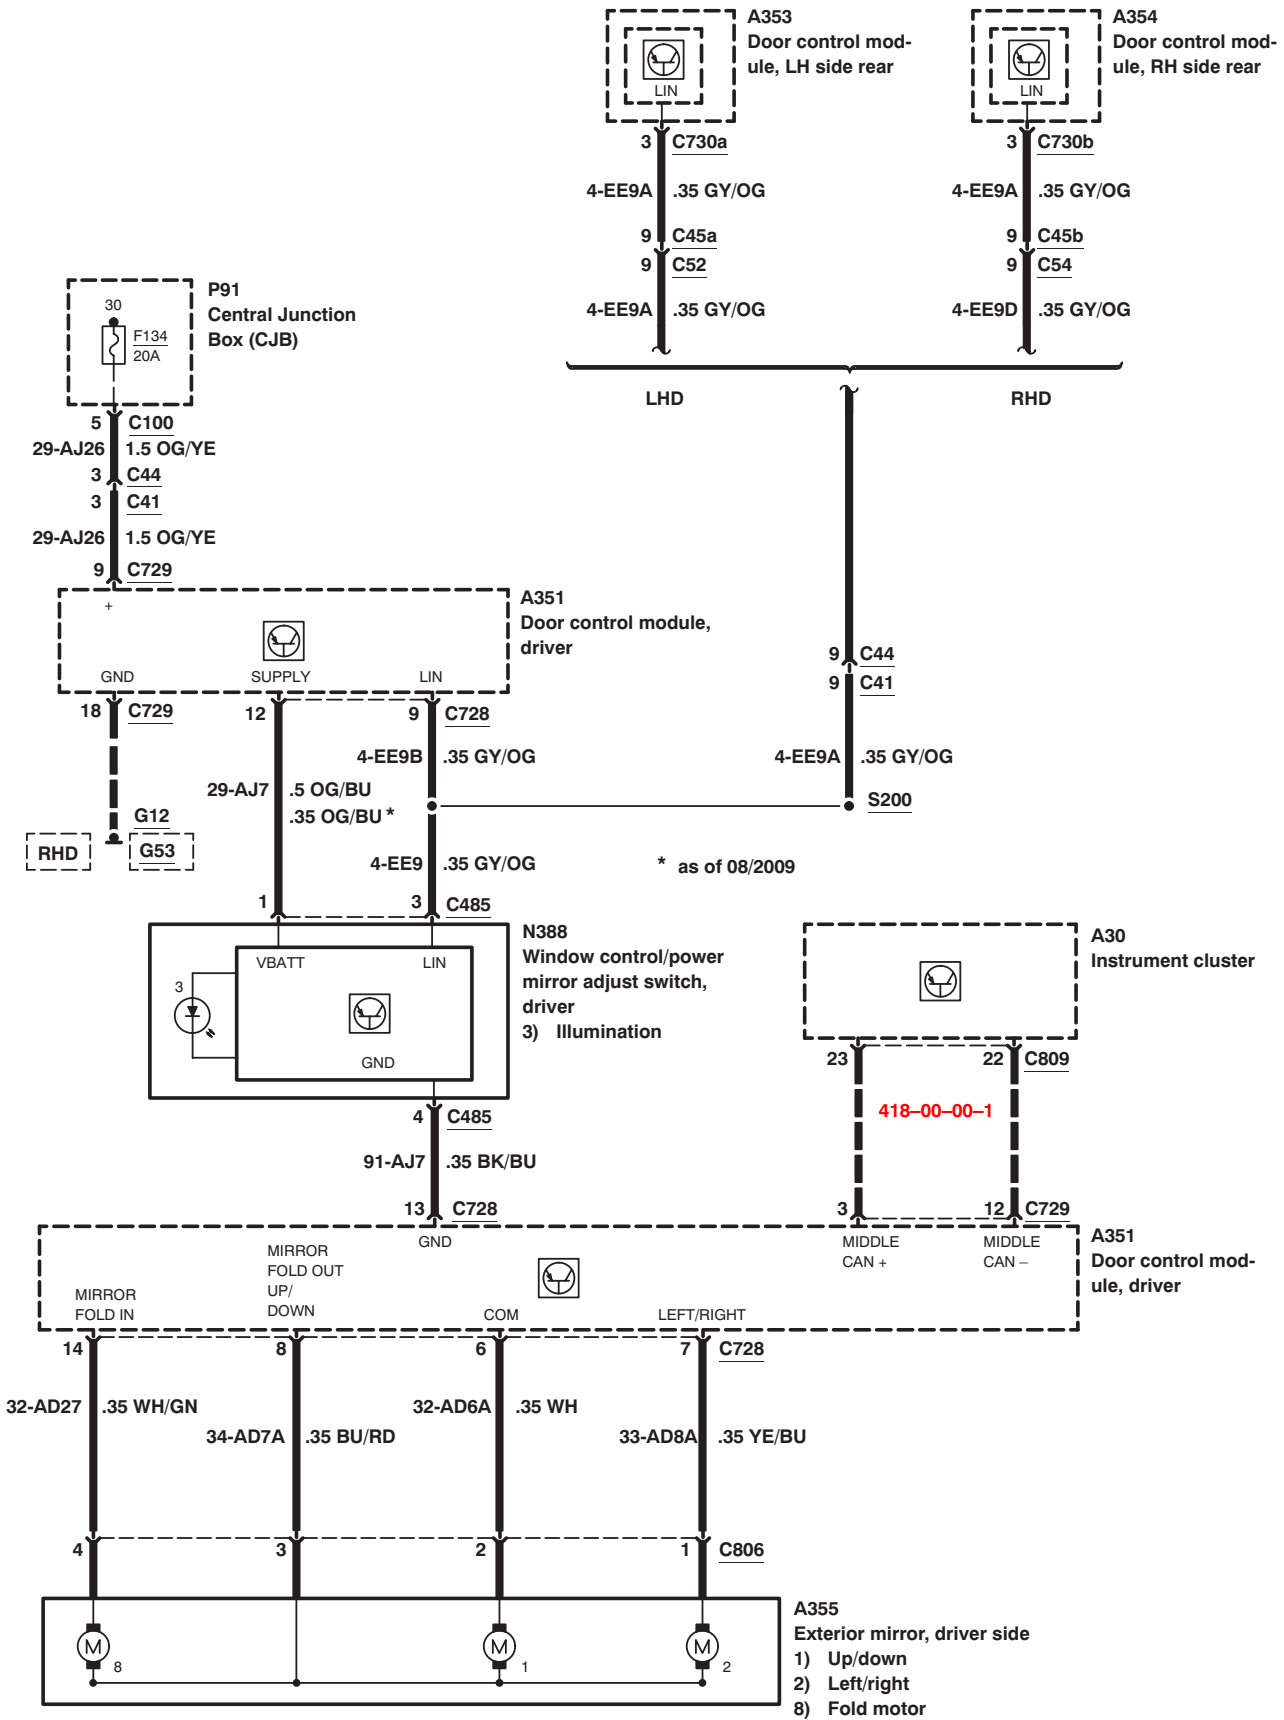 A353
Door control mod-
ule, LH side rear
LIN
A354
Door control mod-
ule, RH side rear
LIN
3 C730a
3 C730b
4-EE9A .35 GY/OG
4-EE9A .35 GY/OG
9 C45a
9 C45b
9 C52
9 C54
4-EE9A .35 GY/OG
4-EE9D .35 GY/OG
LHD
RHD
P91
Central Junction
Box (CJB)
30
F134
20A
5 C100
29-AJ26 1.5 OG/YE
3 C44
3 C41
29-AJ26 1.5 OG/YE
9 C729
A351
Door control module,
driver
+
GND
SUPPLY
LIN
9 C44
9 C41
18 C729
12
9 C728
4-EE9B .35 GY/OG
4-EE9A .35 GY/OG
29-AJ7 .5 OG/BU
.35 OG/BU *
S200
G12
RHD
G53
4-EE9 .35 GY/OG
* as of 08/2009
1
3 C485
N388
Window control/power
mirror adjust switch,
driver
3) Illumination
VBATT
LIN
3
GND
A30
Instrument cluster
23
22 C809
418–00–00–1
4 C485
91-AJ7 .35 BK/BU
13 C728
3
12 C729
A351
Door control mod-
ule, driver
GND
MIDDLE
CAN +
MIDDLE
CAN –
MIRROR
FOLD OUT
UP/
DOWN
MIRROR
FOLD IN
COM
LEFT/RIGHT
14
8
6
7 C728
32-AD27 .35 WH/GN
32-AD6A .35 WH
34-AD7A .35 BU/RD
33-AD8A .35 YE/BU
4
3
2
1 C806
A355
Exterior mirror, driver side
1) Up/down
2) Left/right
8) Fold motor
M
8
M
1
M
2